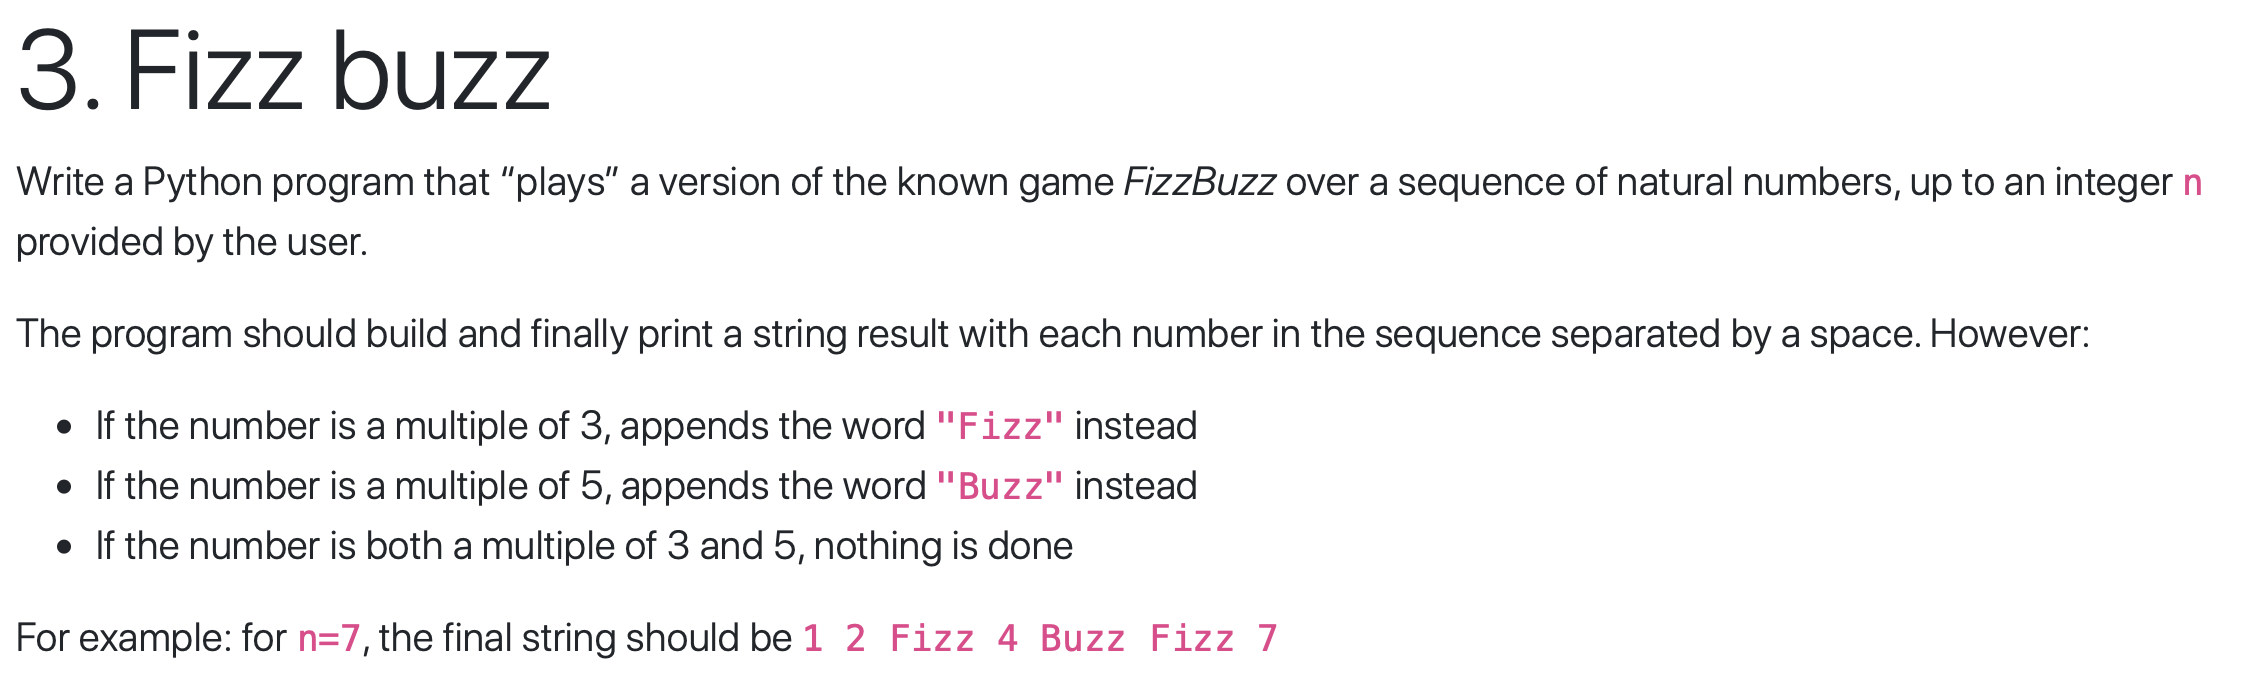 3. Fizz buzz
Write a Python program that “plays” a version of the known game FizzBuzz over a sequence of natural numbers, up to an integer n
provided by the user.
The program should build and finally print a string result with each number in the sequence separated by a space. However:
• If the number is a multiple of 3, appends the word "Fizz" instead
• If the number is a multiple of 5, appends the word "Buzz" instead
• If the number is both a multiple of 3 and 5, nothing is done
For example: for n=7, the final string should be 1 2 Fizz 4 Buzz Fizz 7